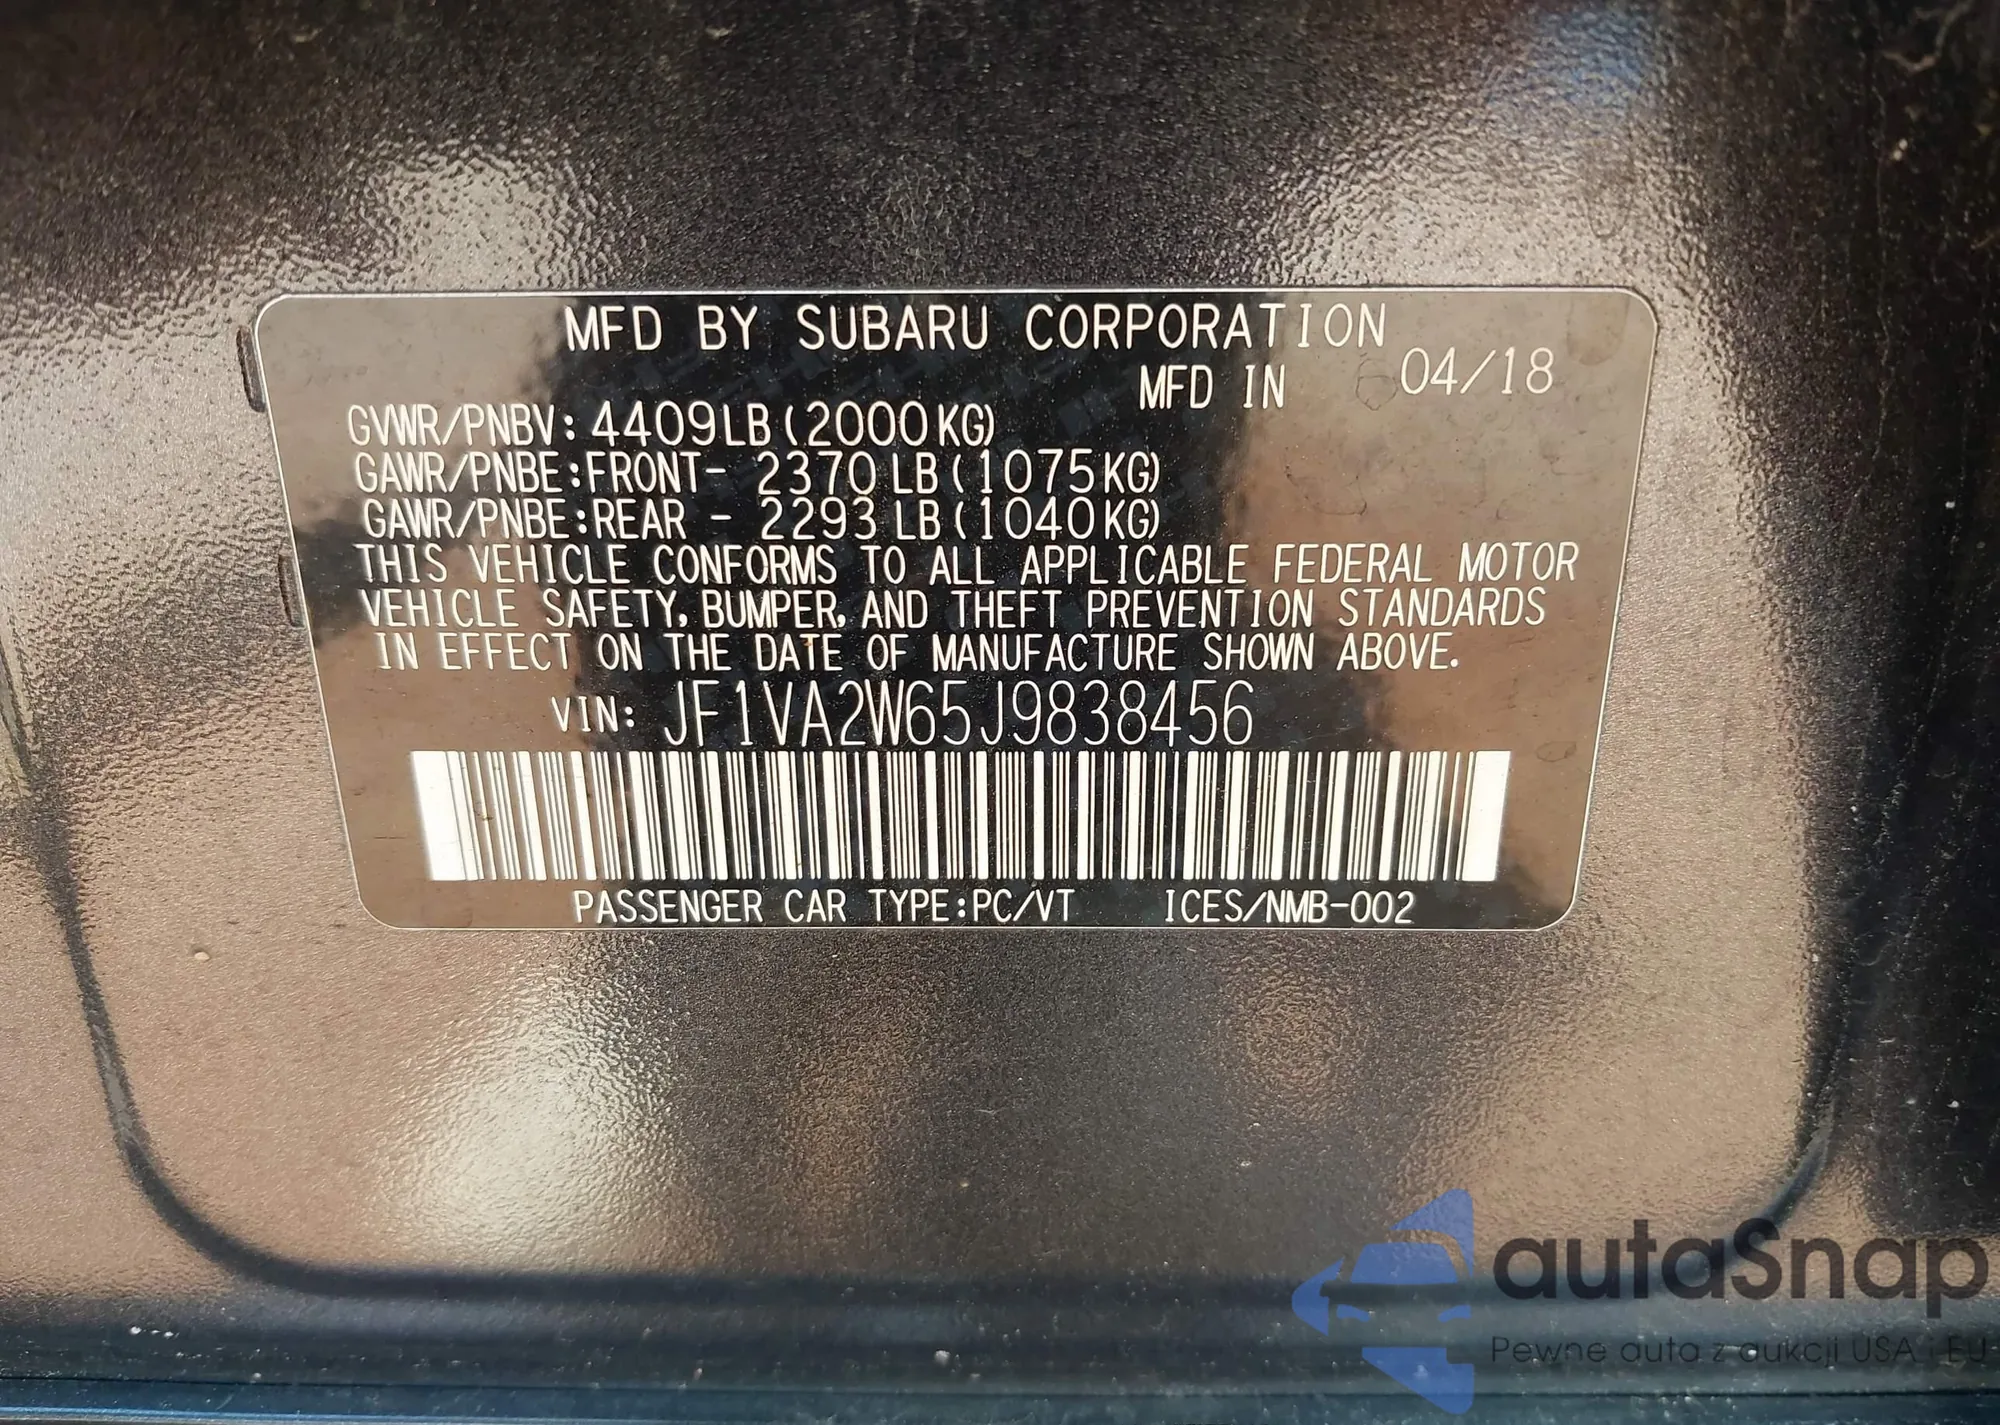 MFD BY SUBARU CORPORATION
MFD IN 04/18
GVWR/PNBV: 4409LB (2000KG)
GAWR/PNBE:FRONT- 2370 LB (1075KG)
GAWR/PNBE:REAR - 2293 LB (1040KG)
THIS VEHICLE CONFORMS TO ALL APPLICABLE FEDERAL MOTOR
VEHICLE SAFETY, BUMPER, AND THEFT PREVENTION STANDARDS
IN EFFECT ON THE DATE OF MANUFACTURE SHOWN ABOVE.
VIN: JF1VA2W65J9838456
PASSENGER CAR TYPE:PC/VT ICES/NMB-002
autaSnap
Pewne auta z aukcji USA i EU